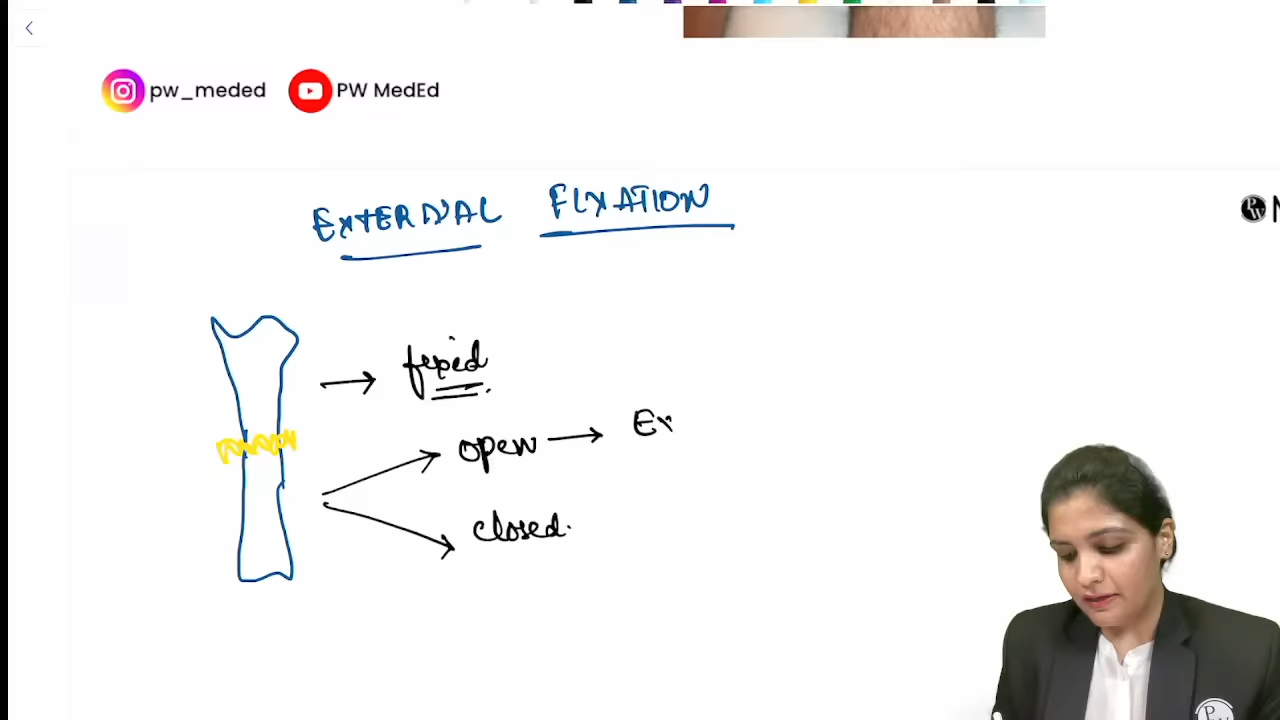 pw_meded PW MedEd
EXTERNAL FIXATION
fixed.
open → Ex
closed.